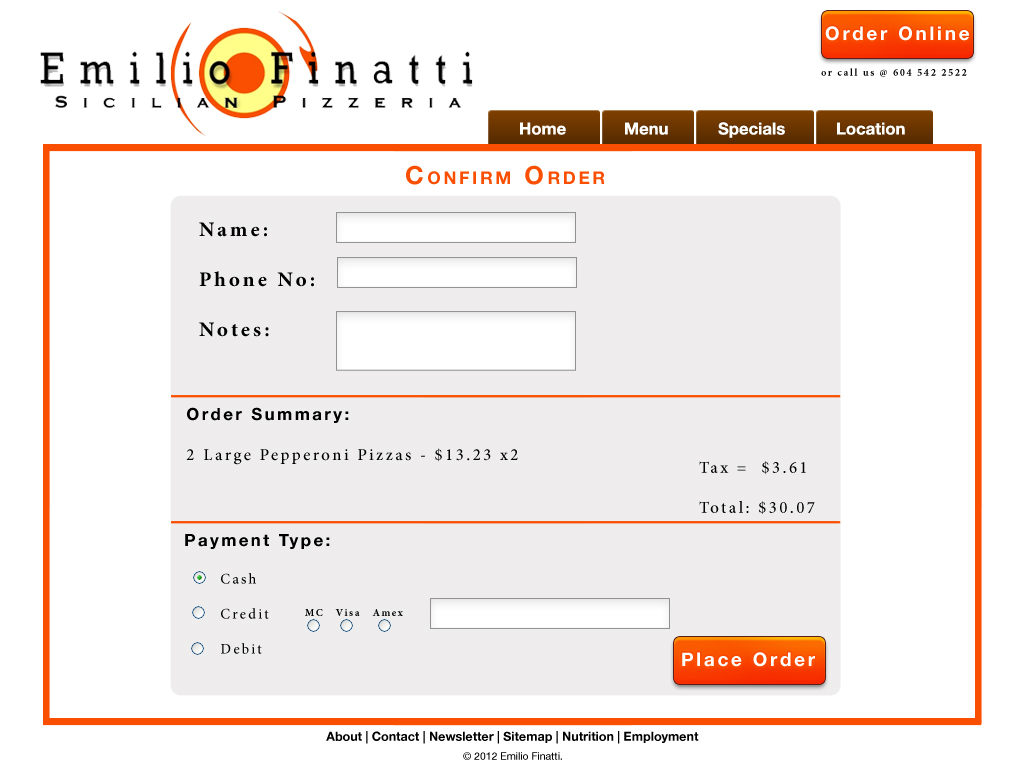 Emilio Finatti
Sicilian Pizzeria
Order Online
or call us @ 604 542 2522
Home Menu Specials Location
Confirm Order
Name:
Phone No:
Notes:
Order Summary:
2 Large Pepperoni Pizzas - $13.23 x2
Tax = $3.61
Total: $30.07
Payment Type:
Cash
Credit MC Visa Amex
Debit
Place Order
About | Contact | Newsletter | Sitemap | Nutrition | Employment
© 2012 Emilio Finatti.